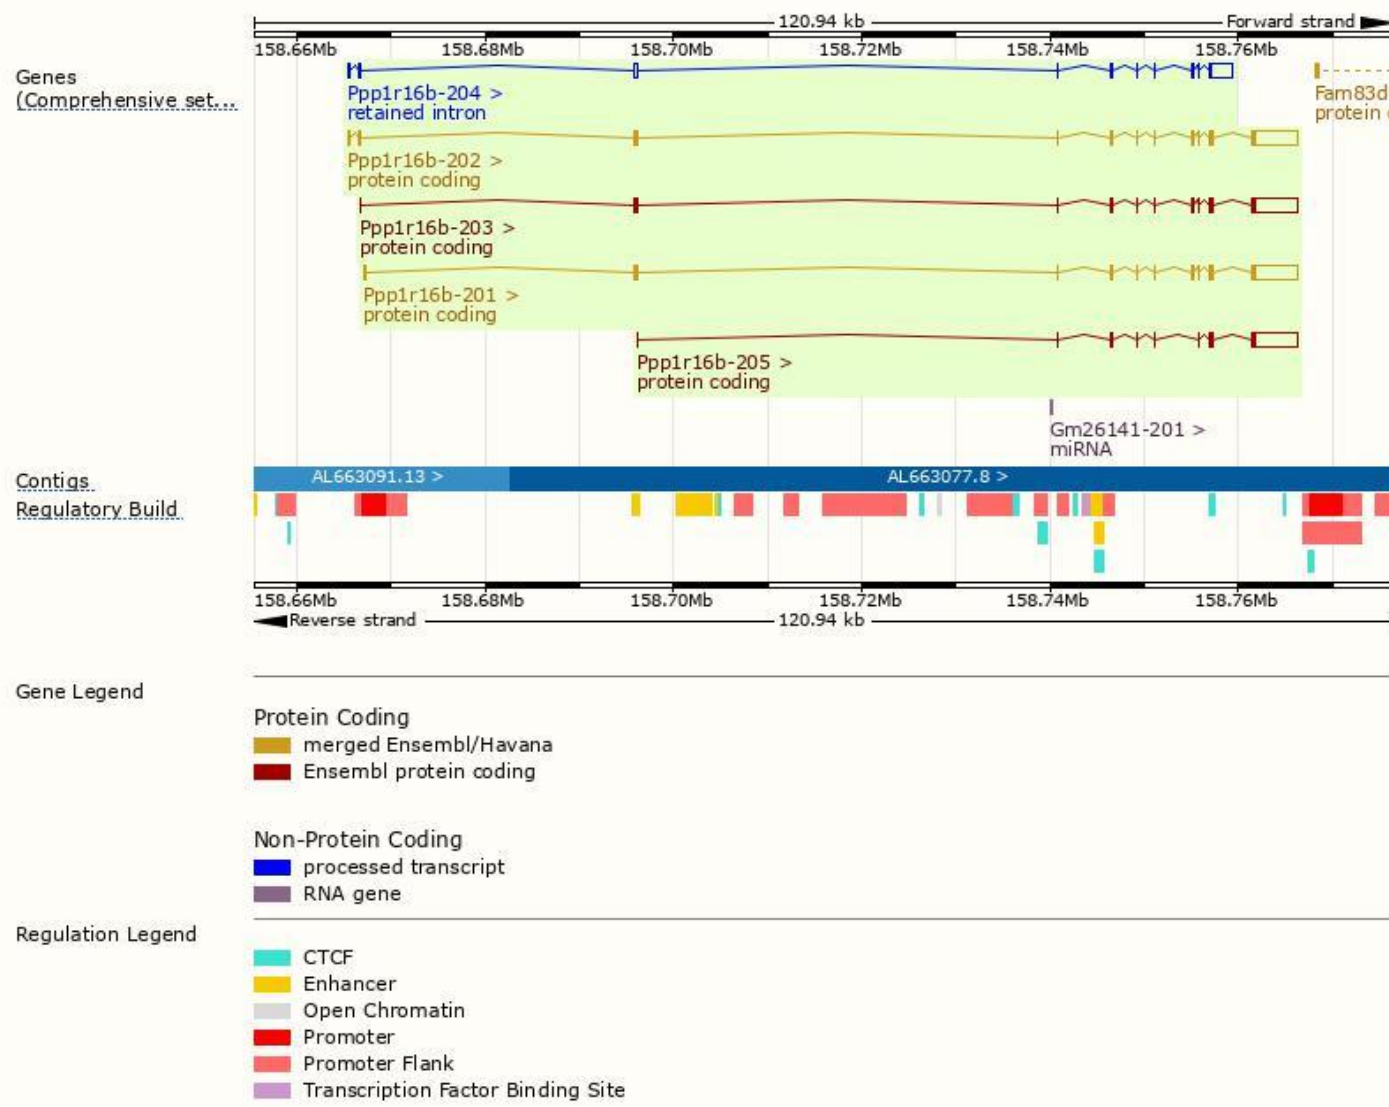 120.94 kb Forward strand
158.66Mb 158.68Mb 158.70Mb 158.72Mb 158.74Mb 158.76Mb
Genes
(Comprehensive set...
Ppp1r16b-204 >
retained intron
Fam83d
protein
Ppp1r16b-202 >
protein coding
Ppp1r16b-203 >
protein coding
Ppp1r16b-201 >
protein coding
Ppp1r16b-205 >
protein coding
Gm26141-201 >
miRNA
Contigs
AL663091.13 > AL663077.8 >
Regulatory Build
158.66Mb 158.68Mb 158.70Mb 158.72Mb 158.74Mb 158.76Mb
Reverse strand 120.94 kb
Gene Legend
Protein Coding
merged Ensembl/Havana
Ensembl protein coding
Non-Protein Coding
processed transcript
RNA gene
Regulation Legend
CTCF
Enhancer
Open Chromatin
Promoter
Promoter Flank
Transcription Factor Binding Site